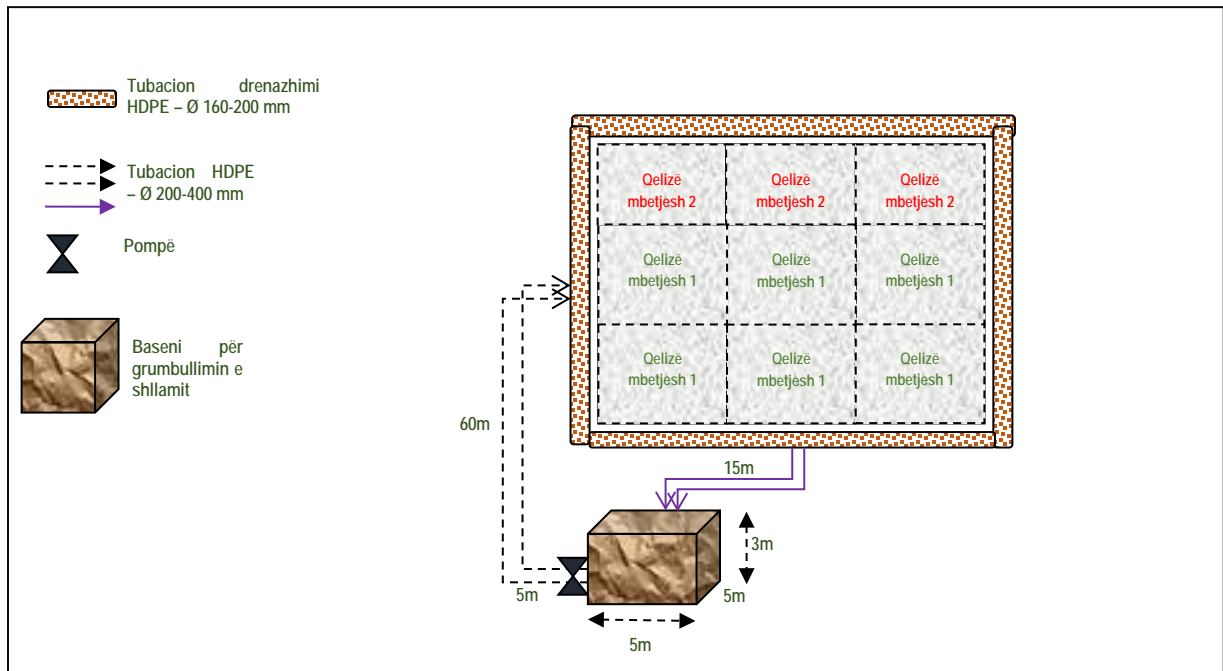 Tubacion drenazhimi
HDPE – Ø 160-200 mm
Tubacion HDPE
– Ø 200-400 mm
Pompë
Baseni për
grumbullimin e
shllamit
Qelizë
mbetjesh 2
Qelizë
mbetjesh 2
Qelizë
mbetjesh 2
Qelizë
mbetjesh 1
Qelizë
mbetjesh 1
Qelizë
mbetjesh 1
Qelizë
mbetjesh 1
Qelizë
mbetjesh 1
Qelizë
mbetjesh 1
60m
15m
3m
5m
5m
5m